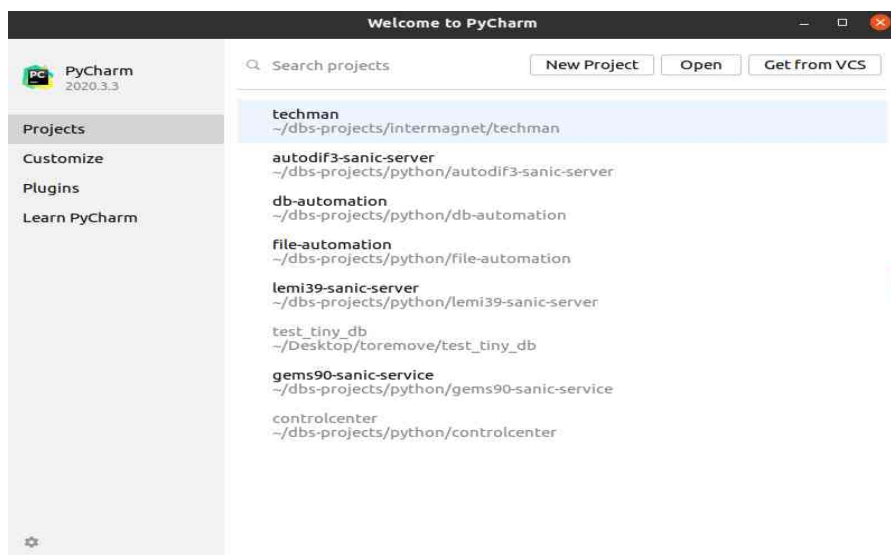 Welcome to PyCharm
PC
PyCharm
2020.3.3
Projects
Customize
Plugins
Learn PyCharm
Search projects
New Project
Open
Get from VCS
techman
~/dbs-projects/intermagnet/techman
autodif3-sanic-server
~/dbs-projects/python/autodif3-sanic-server
db-automation
~/dbs-projects/python/db-automation
file-automation
~/dbs-projects/python/file-automation
lemi39-sanic-server
~/dbs-projects/python/lemi39-sanic-server
test_tiny_db
~/Desktop/toremove/test_tiny_db
gems90-sanic-service
~/dbs-projects/python/gems90-sanic-service
controlcenter
~/dbs-projects/python/controlcenter